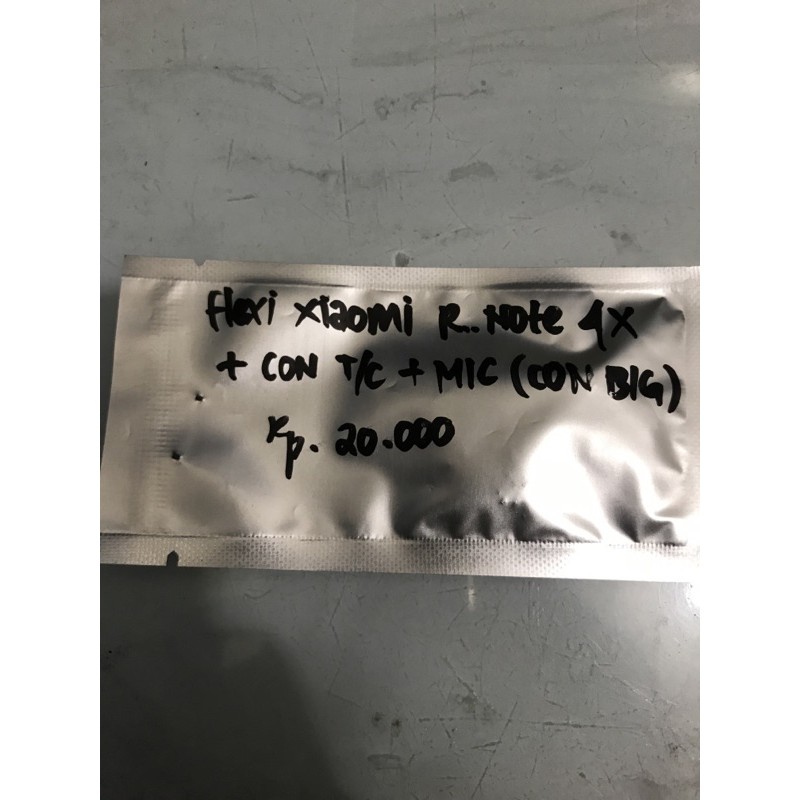 flexi xiaomi R..Note 4X
+ CON T/C + MIC (CON BIG)
Rp. 20.000